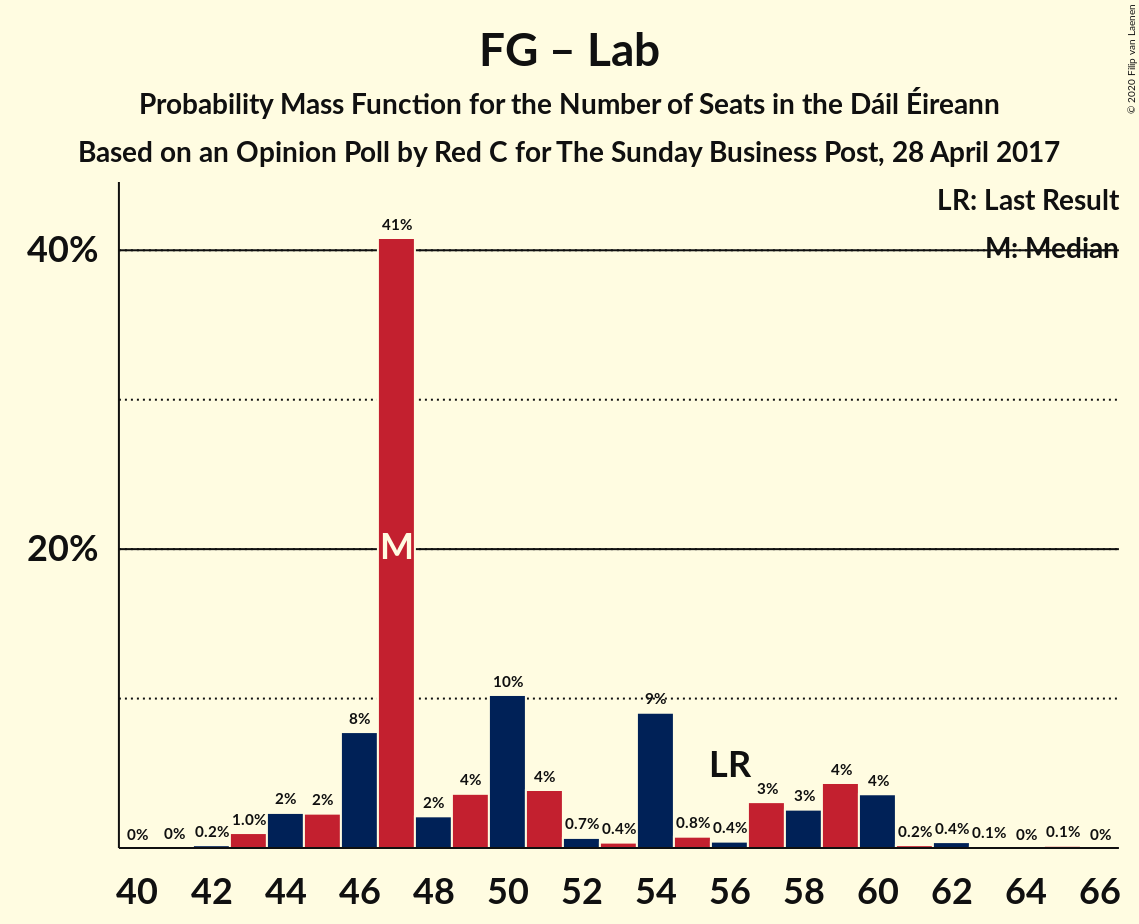 FG – Lab
Probability Mass Function for the Number of Seats in the Dáil Éireann
Based on an Opinion Poll by Red C for The Sunday Business Post, 28 April 2017
© 2020 Filip van Laenen
LR: Last Result
M: Median
40%
20%
0% 0% 0.2% 1.0% 2% 2% 8% 41% 2% 4% 10% 4% 0.7% 0.4% 9% 0.8% 0.4% 3% 3% 4% 4% 0.2% 0.4% 0.1% 0% 0.1% 0%
M
LR
40 42 44 46 48 50 52 54 56 58 60 62 64 66